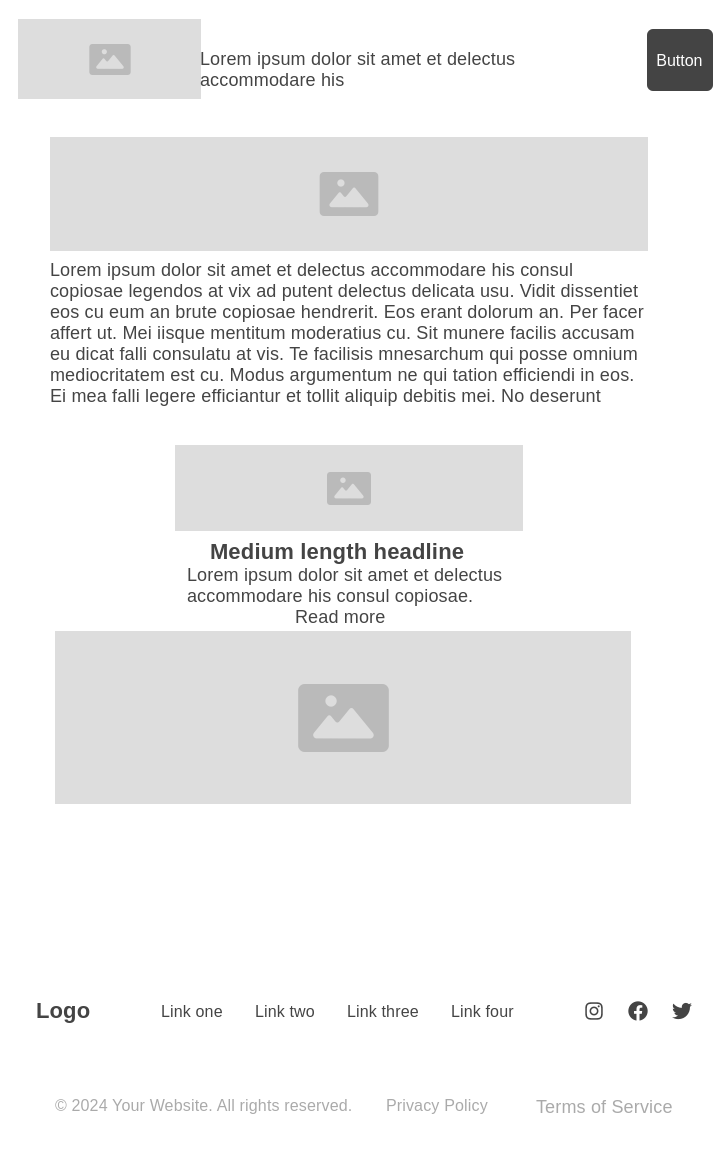 Lorem ipsum dolor sit amet et delectus
accommodare his
Button
Lorem ipsum dolor sit amet et delectus accommodare his consul
copiosae legendos at vix ad putent delectus delicata usu. Vidit dissentiet
eos cu eum an brute copiosae hendrerit. Eos erant dolorum an. Per facer
affert ut. Mei iisque mentitum moderatius cu. Sit munere facilis accusam
eu dicat falli consulatu at vis. Te facilisis mnesarchum qui posse omnium
mediocritatem est cu. Modus argumentum ne qui tation efficiendi in eos.
Ei mea falli legere efficiantur et tollit aliquip debitis mei. No deserunt
Medium length headline
Lorem ipsum dolor sit amet et delectus
accommodare his consul copiosae.
Read more
Logo
Link one
Link two
Link three
Link four
© 2024 Your Website. All rights reserved.
Privacy Policy
Terms of Service